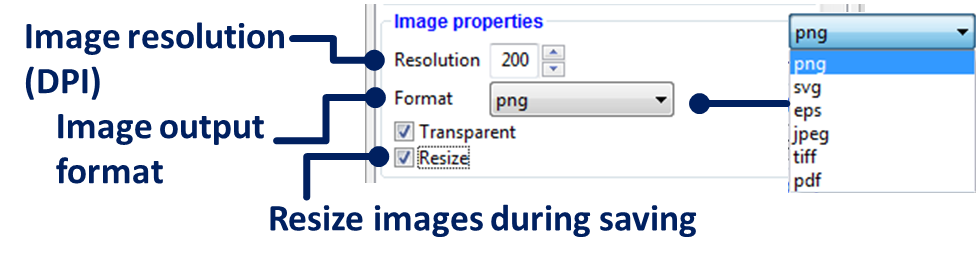 Image resolution
(DPI)
Image output
format
Resize images during saving
Image properties
Resolution 200
Format png
Transparent
Resize
png
png
svg
eps
jpeg
tiff
pdf